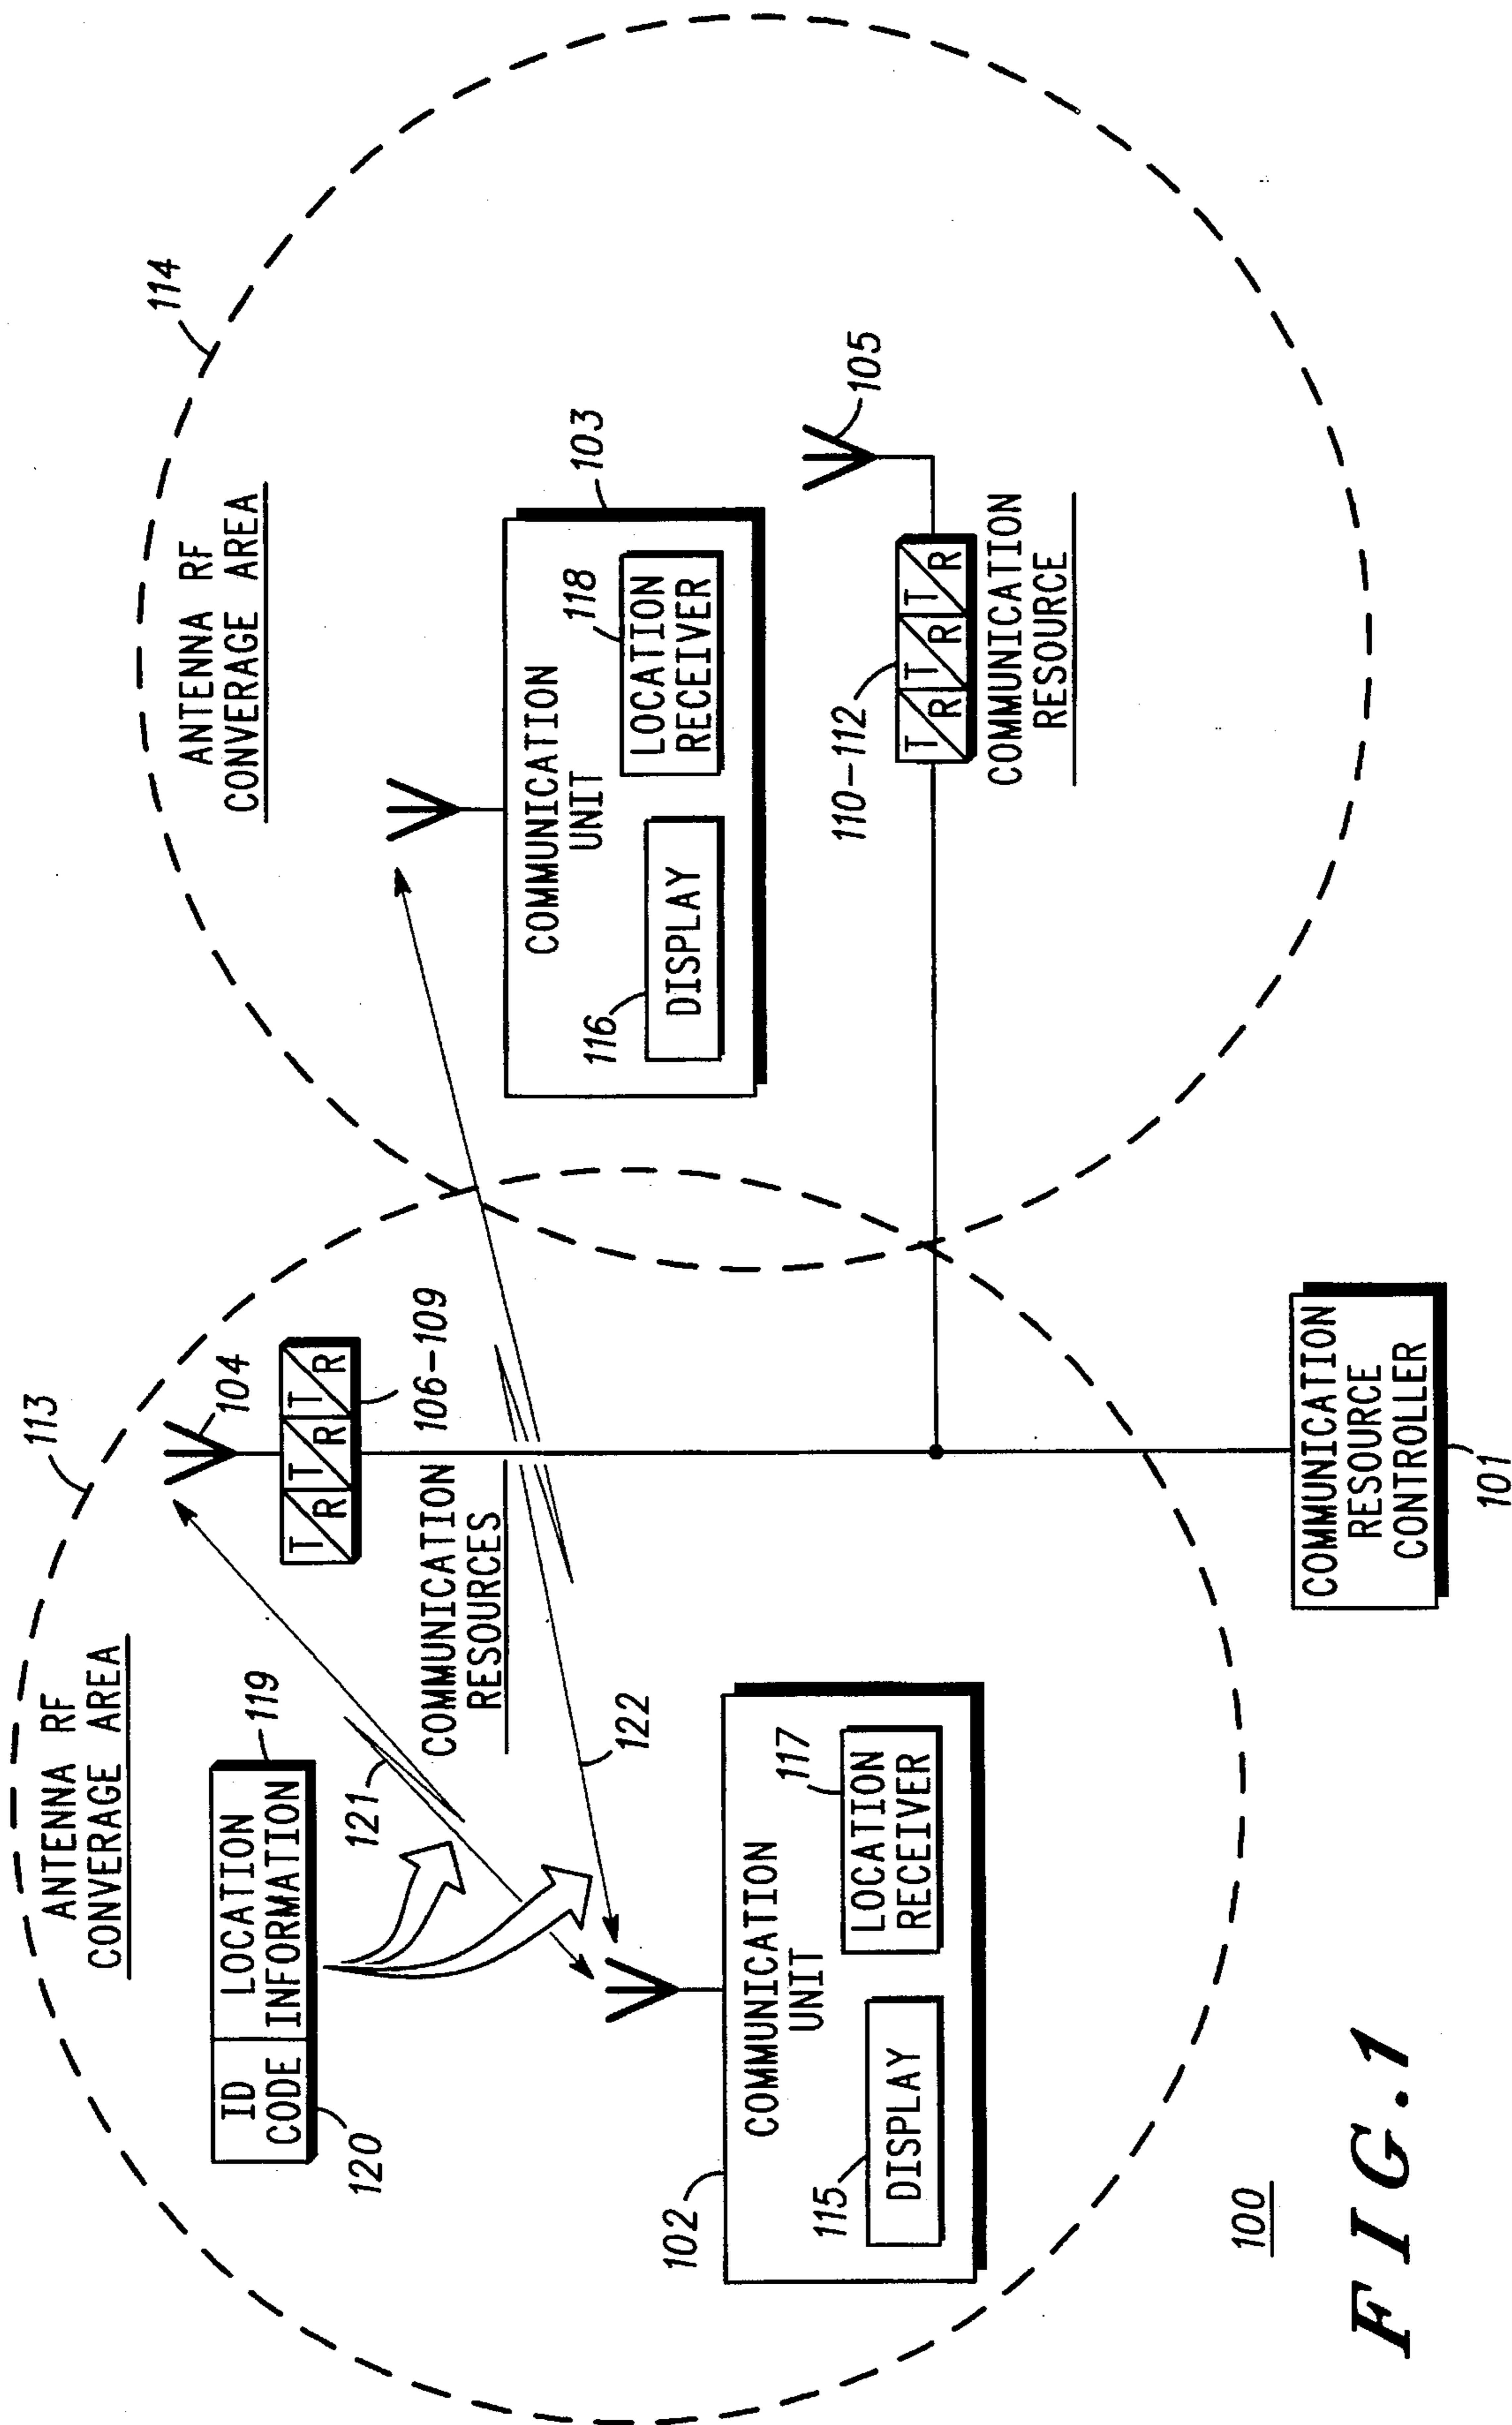 113
ANTENNA RF
CONVERAGE AREA
114
ANTENNA RF
CONVERAGE AREA
104
T R T R T R
106-109
COMMUNICATION
RESOURCES
119
ID
CODE
LOCATION
INFORMATION
120
121
122
102
COMMUNICATION
UNIT
115
DISPLAY
117
LOCATION
RECEIVER
103
COMMUNICATION
UNIT
116
DISPLAY
118
LOCATION
RECEIVER
105
110-112
T R T R T R
COMMUNICATION
RESOURCE
COMMUNICATION
RESOURCE
CONTROLLER
101
100
FIG.1